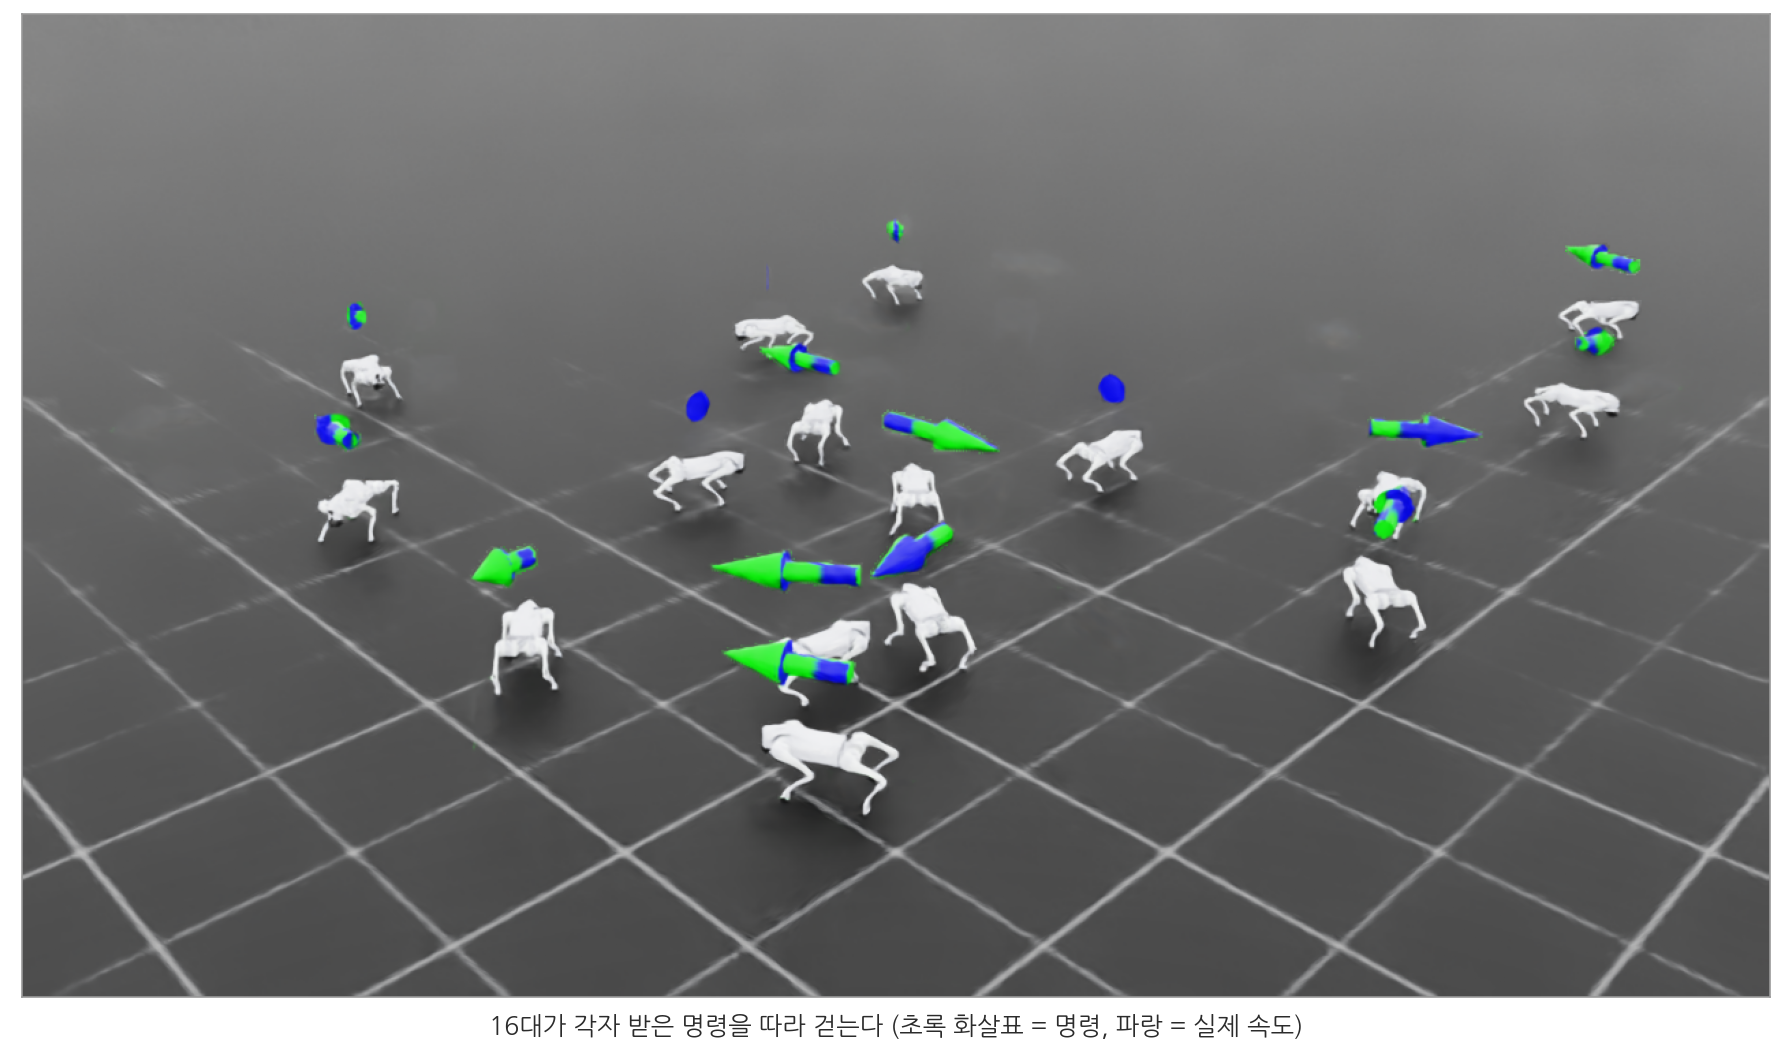 16대가 각자 받은 명령을 따라 걷는다 (초록 화살표 = 명령, 파랑 = 실제 속도)